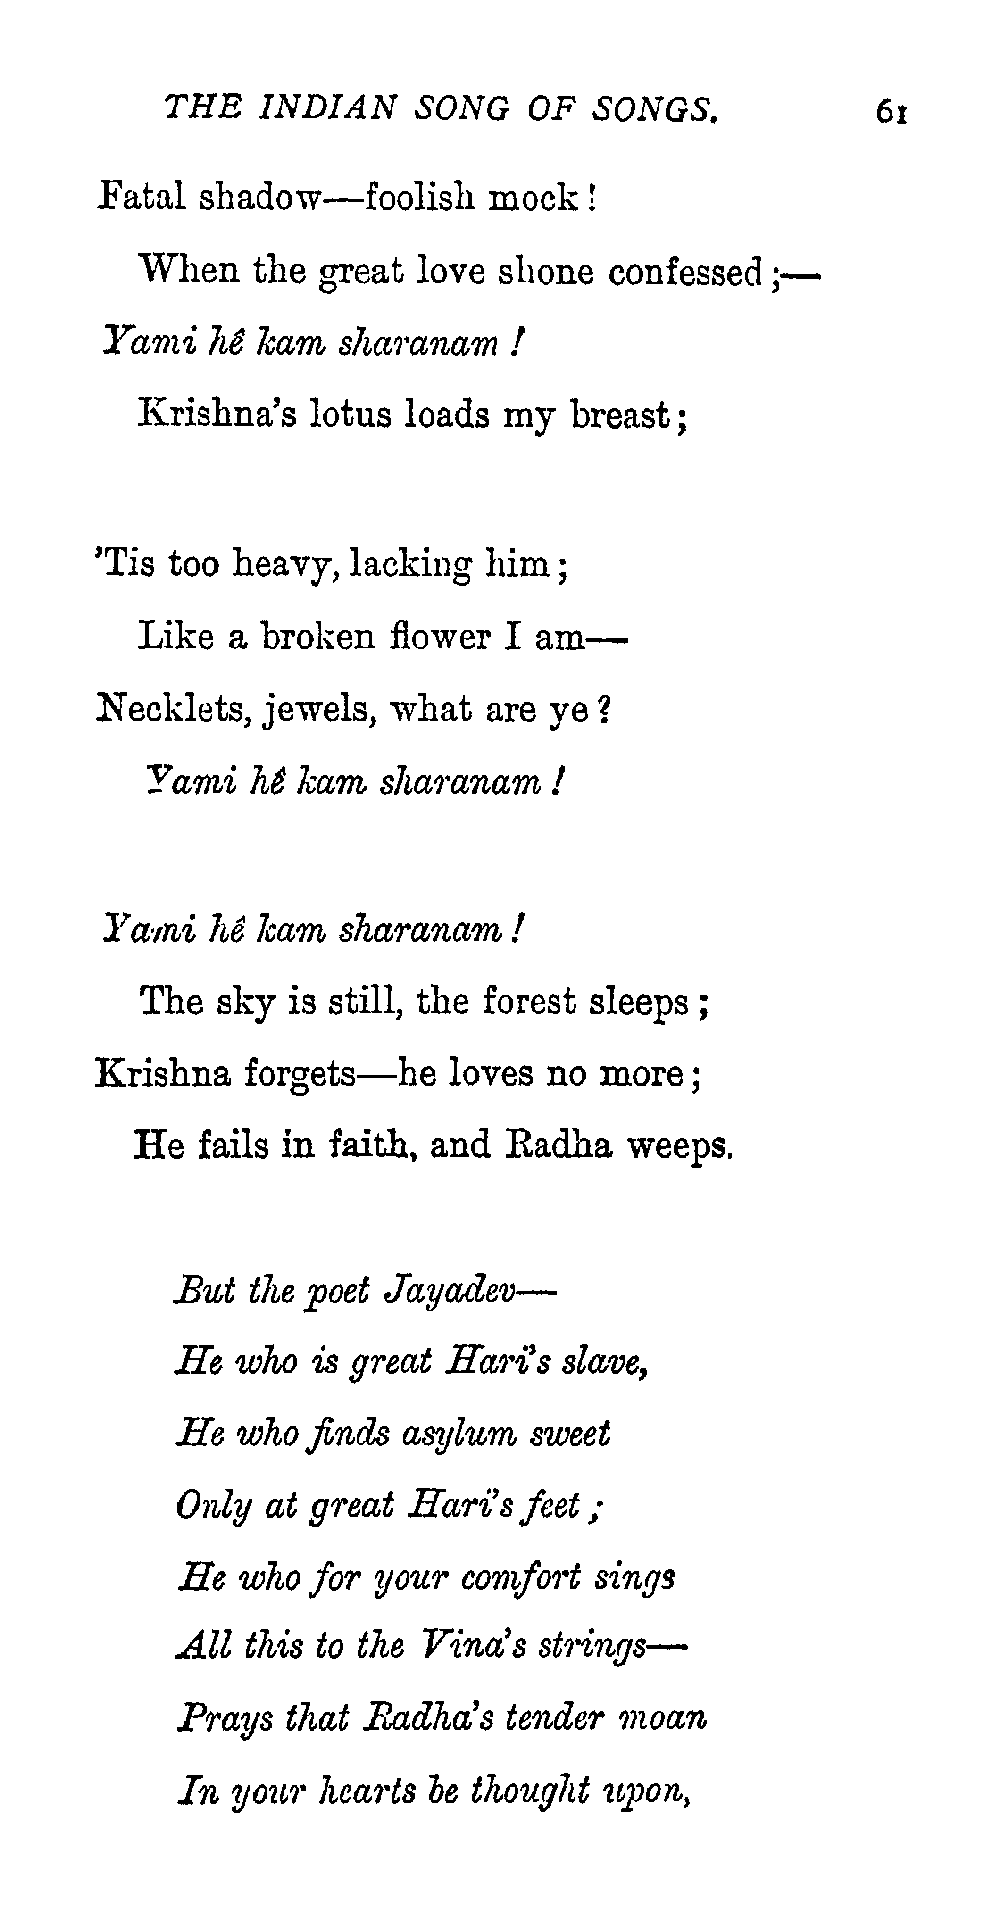 THE INDIAN SONG OF SONGS. 61
Fatal shadow—foolish mock!
When the great love shone confessed;—
Yami hê kam sharanam!
Krishna's lotus loads my breast;
'Tis too heavy, lacking him;
Like a broken flower I am—
Necklets, jewels, what are ye?
Yami hê kam sharanam!
Yami hê kam sharanam!
The sky is still, the forest sleeps;
Krishna forgets—he loves no more;
He fails in faith, and Radha weeps.
But the poet Jayadev—
He who is great Hari's slave,
He who finds asylum sweet
Only at great Hari's feet;
He who for your comfort sings
All this to the Vina's strings—
Prays that Radha's tender moan
In your hearts be thought upon,